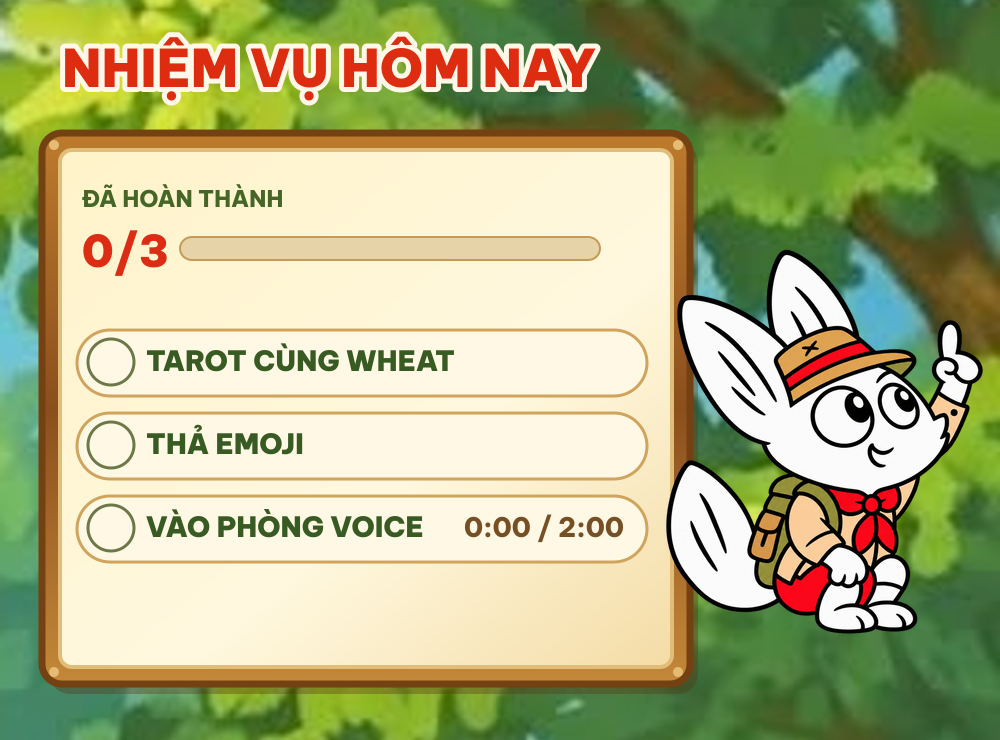 NHIỆM VỤ HÔM NAY
ĐÃ HOÀN THÀNH
0/3
TAROT CÙNG WHEAT
THẢ EMOJI
VÀO PHÒNG VOICE 0:00 / 2:00